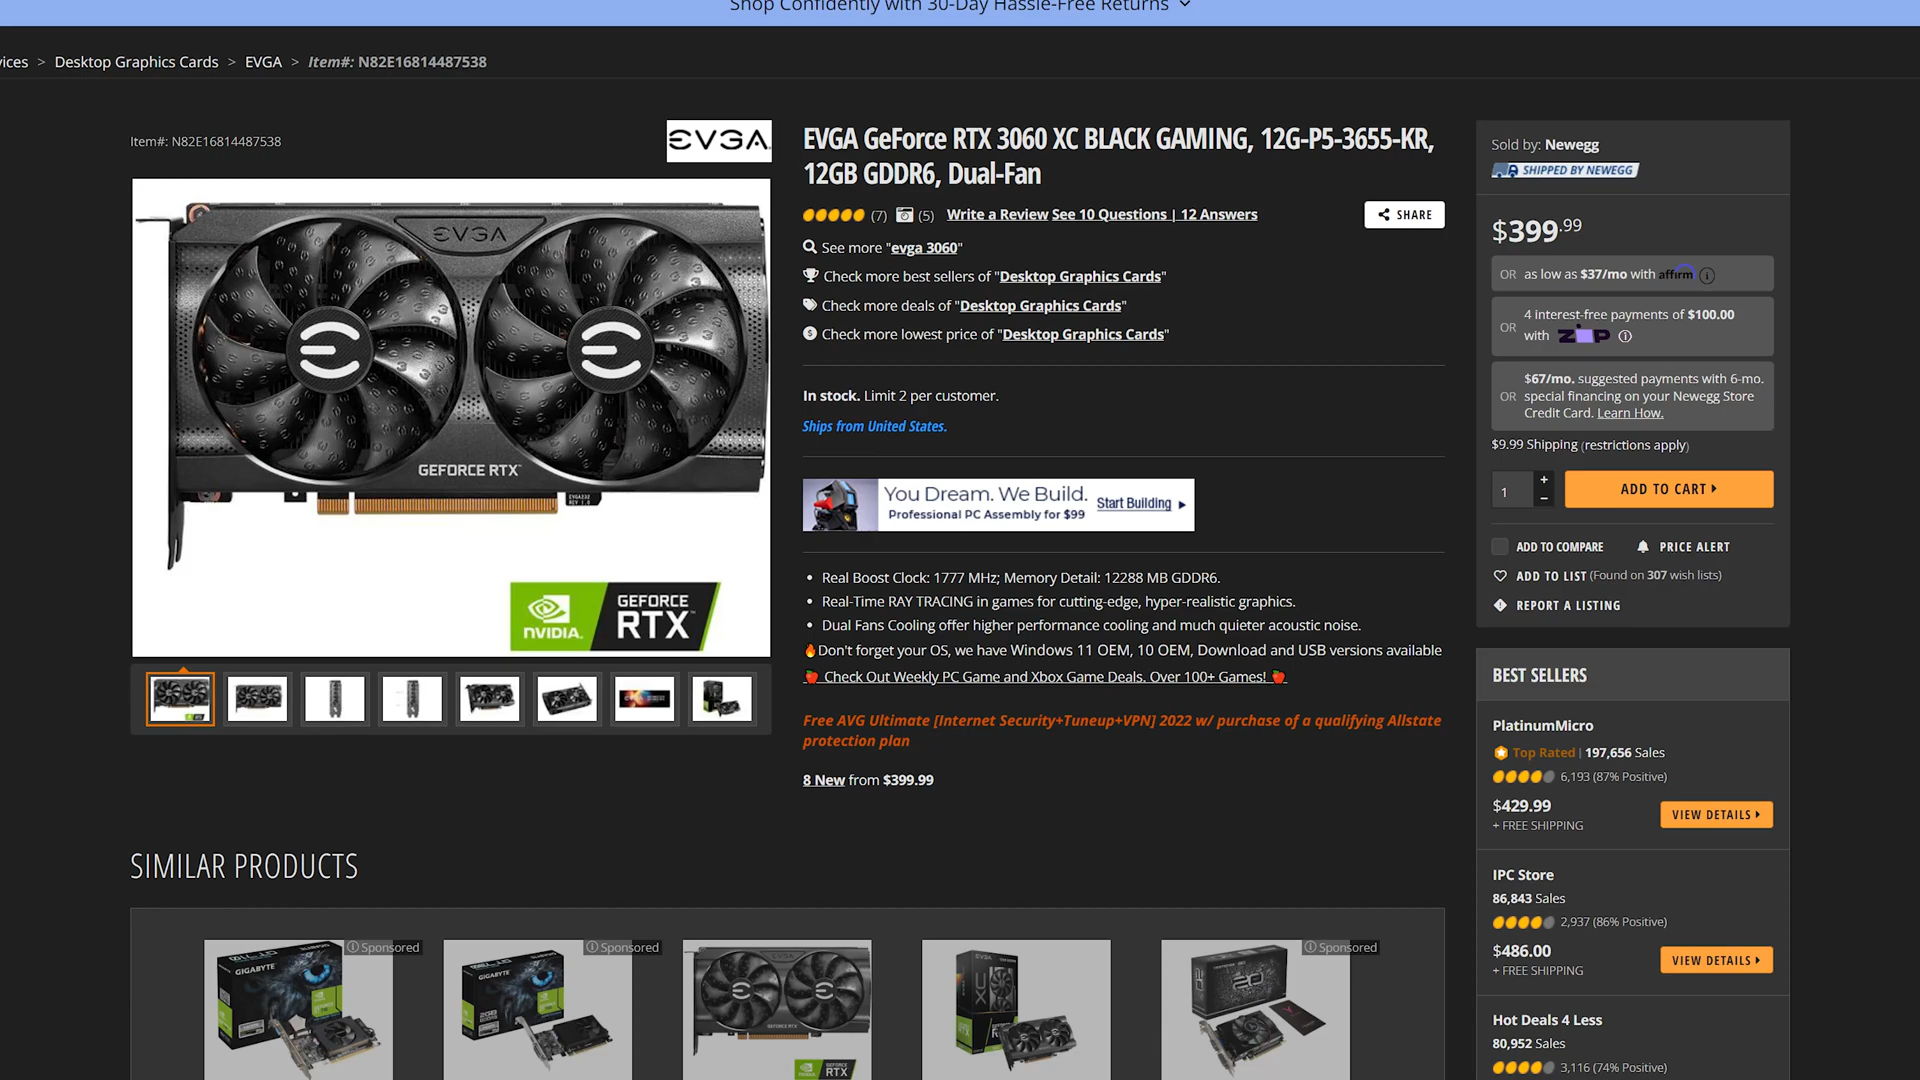 Shop Confidently with 30-Day Hassle-Free Returns
vices > Desktop Graphics Cards > EVGA > Item#: N82E16814487538
Item#: N82E16814487538
EVGA
EVGA
GEFORCE RTX
NVIDIA.
GEFORCE
RTX
EVGA GeForce RTX 3060 XC BLACK GAMING, 12G-P5-3655-KR,
12GB GDDR6, Dual-Fan
(7) (5) Write a Review See 10 Questions | 12 Answers
SHARE
See more "evga 3060"
Check more best sellers of "Desktop Graphics Cards"
Check more deals of "Desktop Graphics Cards"
Check more lowest price of "Desktop Graphics Cards"
In stock. Limit 2 per customer.
Ships from United States.
You Dream. We Build.
Professional PC Assembly for $99
Start Building
• Real Boost Clock: 1777 MHz; Memory Detail: 12288 MB GDDR6.
• Real-Time RAY TRACING in games for cutting-edge, hyper-realistic graphics.
• Dual Fans Cooling offer higher performance cooling and much quieter acoustic noise.
🔥Don't forget your OS, we have Windows 11 OEM, 10 OEM, Download and USB versions available
🍎 Check Out Weekly PC Game and Xbox Game Deals. Over 100+ Games! 🍎
Free AVG Ultimate [Internet Security+Tuneup+VPN] 2022 w/ purchase of a qualifying Allstate
protection plan
8 New from $399.99
Sold by: Newegg
SHIPPED BY NEWEGG
$399.99
OR as low as $37/mo with affirm
OR 4 interest-free payments of $100.00
with ZIP
OR $67/mo. suggested payments with 6-mo.
special financing on your Newegg Store
Credit Card. Learn How.
$9.99 Shipping (restrictions apply)
1 + −
ADD TO CART
ADD TO COMPARE
PRICE ALERT
ADD TO LIST (Found on 307 wish lists)
REPORT A LISTING
BEST SELLERS
PlatinumMicro
Top Rated | 197,656 Sales
6,193 (87% Positive)
$429.99
+ FREE SHIPPING
VIEW DETAILS
IPC Store
86,843 Sales
2,937 (86% Positive)
$486.00
+ FREE SHIPPING
VIEW DETAILS
Hot Deals 4 Less
80,952 Sales
3,116 (74% Positive)
SIMILAR PRODUCTS
Sponsored
Sponsored
Sponsored
GIGABYTE
GIGABYTE
RTX